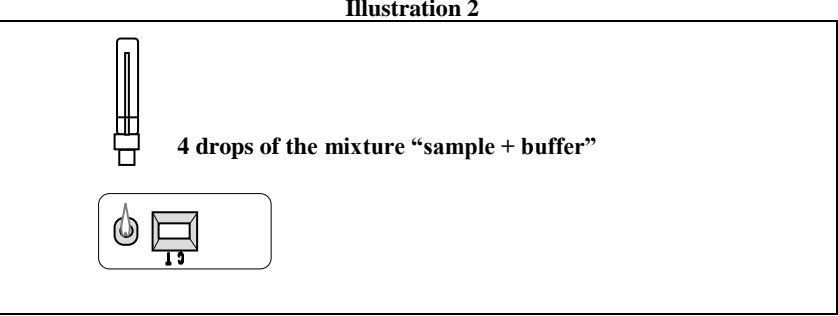 Illustration 2
4 drops of the mixture “sample + buffer”
T C